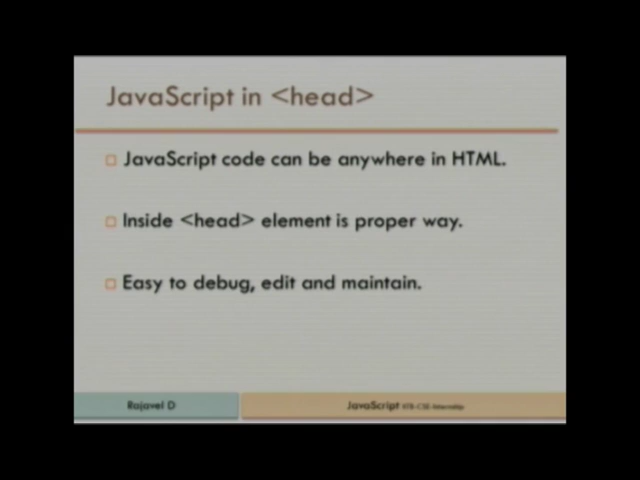 JavaScript in <head>
JavaScript code can be anywhere in HTML.
Inside <head> element is proper way.
Easy to debug, edit and maintain.
Rajavel D
JavaScript